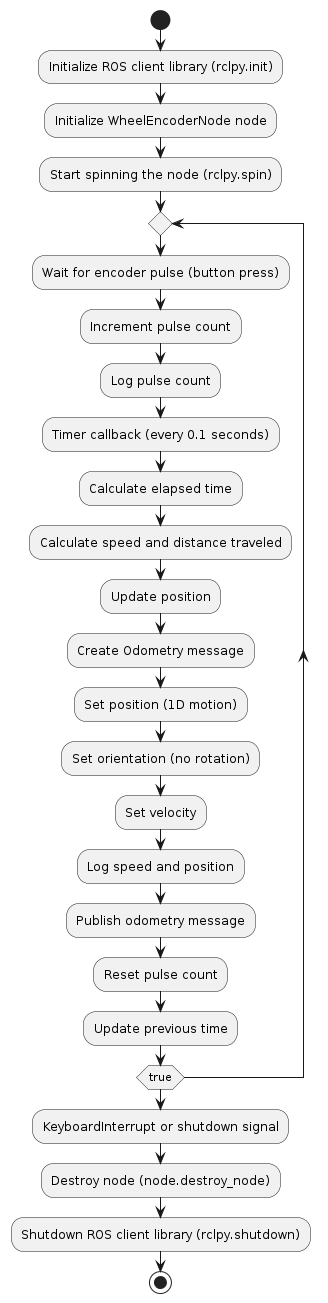 Initialize ROS client library (rclpy.init)
Initialize WheelEncoderNode node
Start spinning the node (rclpy.spin)
Wait for encoder pulse (button press)
Increment pulse count
Log pulse count
Timer callback (every 0.1 seconds)
Calculate elapsed time
Calculate speed and distance traveled
Update position
Create Odometry message
Set position (1D motion)
Set orientation (no rotation)
Set velocity
Log speed and position
Publish odometry message
Reset pulse count
Update previous time
true
KeyboardInterrupt or shutdown signal
Destroy node (node.destroy_node)
Shutdown ROS client library (rclpy.shutdown)